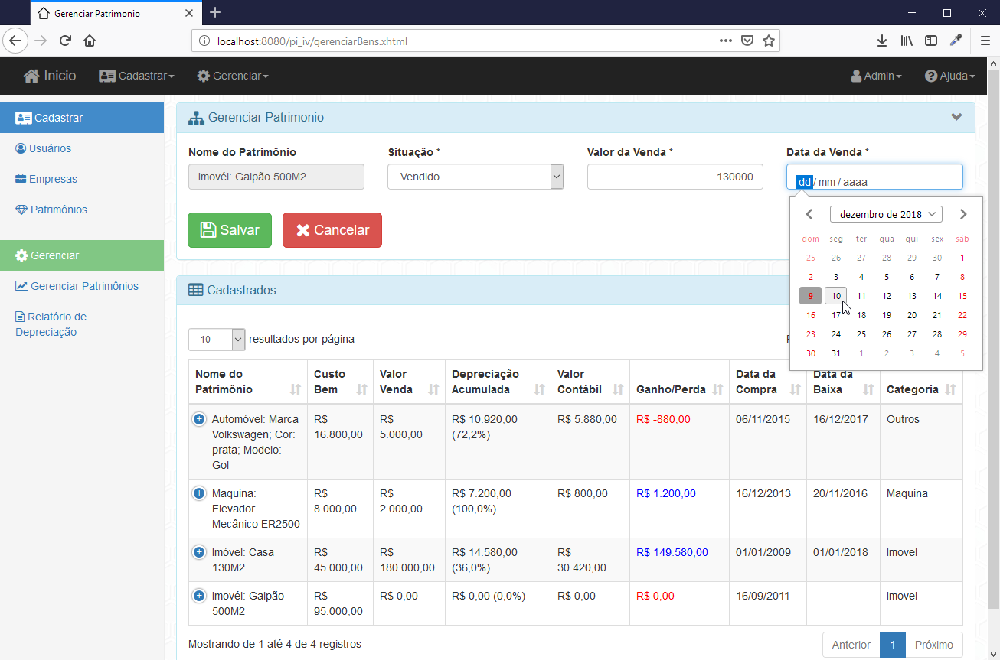 Gerenciar Patrimonio
localhost:8080/pi_iv/gerenciarBens.xhtml
Inicio Cadastrar Gerenciar Admin Ajuda
Cadastrar
Usuários
Empresas
Patrimônios
Gerenciar
Gerenciar Patrimônios
Relatório de
Depreciação
Gerenciar Patrimonio
Nome do Patrimônio Situação * Valor da Venda * Data da Venda *
Imovél: Galpão 500M2 Vendido 130000 dd / mm / aaaa
Salvar Cancelar
dezembro de 2018
dom seg ter qua qui sex sáb
25 26 27 28 29 30 1
2 3 4 5 6 7 8
9 10 11 12 13 14 15
16 17 18 19 20 21 22
23 24 25 26 27 28 29
30 31 1 2 3 4 5
Cadastrados
10 resultados por página
Nome do Custo Valor Depreciação Valor Data da Data da
Patrimônio Bem Venda Acumulada Contábil Ganho/Perda Compra Baixa Categoria
Automóvel: Marca R$ R$ R$ 10.920,00 R$ 5.880,00 R$ -880,00 06/11/2015 16/12/2017 Outros
Volkswagen; Cor: 16.800,00 5.000,00 (72,2%)
prata; Modelo:
Gol
Maquina: R$ R$ R$ 7.200,00 R$ 800,00 R$ 1.200,00 16/12/2013 20/11/2016 Maquina
Elevador 8.000,00 2.000,00 (100,0%)
Mecânico ER2500
Imóvel: Casa R$ R$ R$ 14.580,00 R$ R$ 149.580,00 01/01/2009 01/01/2018 Imovel
130M2 45.000,00 180.000,00 (36,0%) 30.420,00
Imovél: Galpão R$ R$ 0,00 R$ 0,00 (0,0%) R$ 0,00 R$ 0,00 16/09/2011 Imovel
500M2 95.000,00
Mostrando de 1 até 4 de 4 registros Anterior 1 Próximo